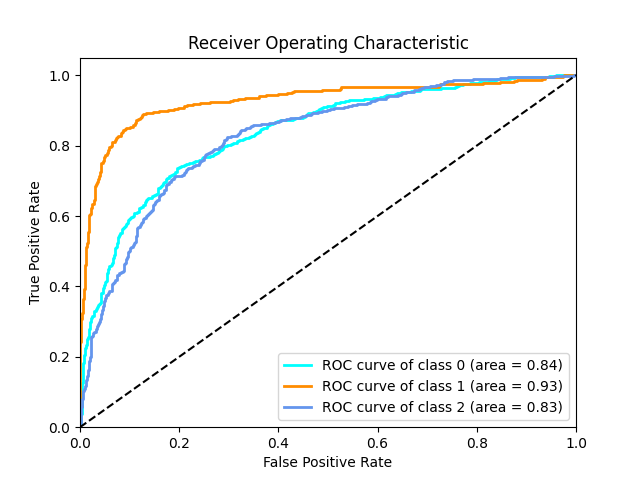 Receiver Operating Characteristic
1.0
0.8
0.6
0.4
0.2
0.0
True Positive Rate
ROC curve of class 0 (area = 0.84)
ROC curve of class 1 (area = 0.93)
ROC curve of class 2 (area = 0.83)
0.0 0.2 0.4 0.6 0.8 1.0
False Positive Rate